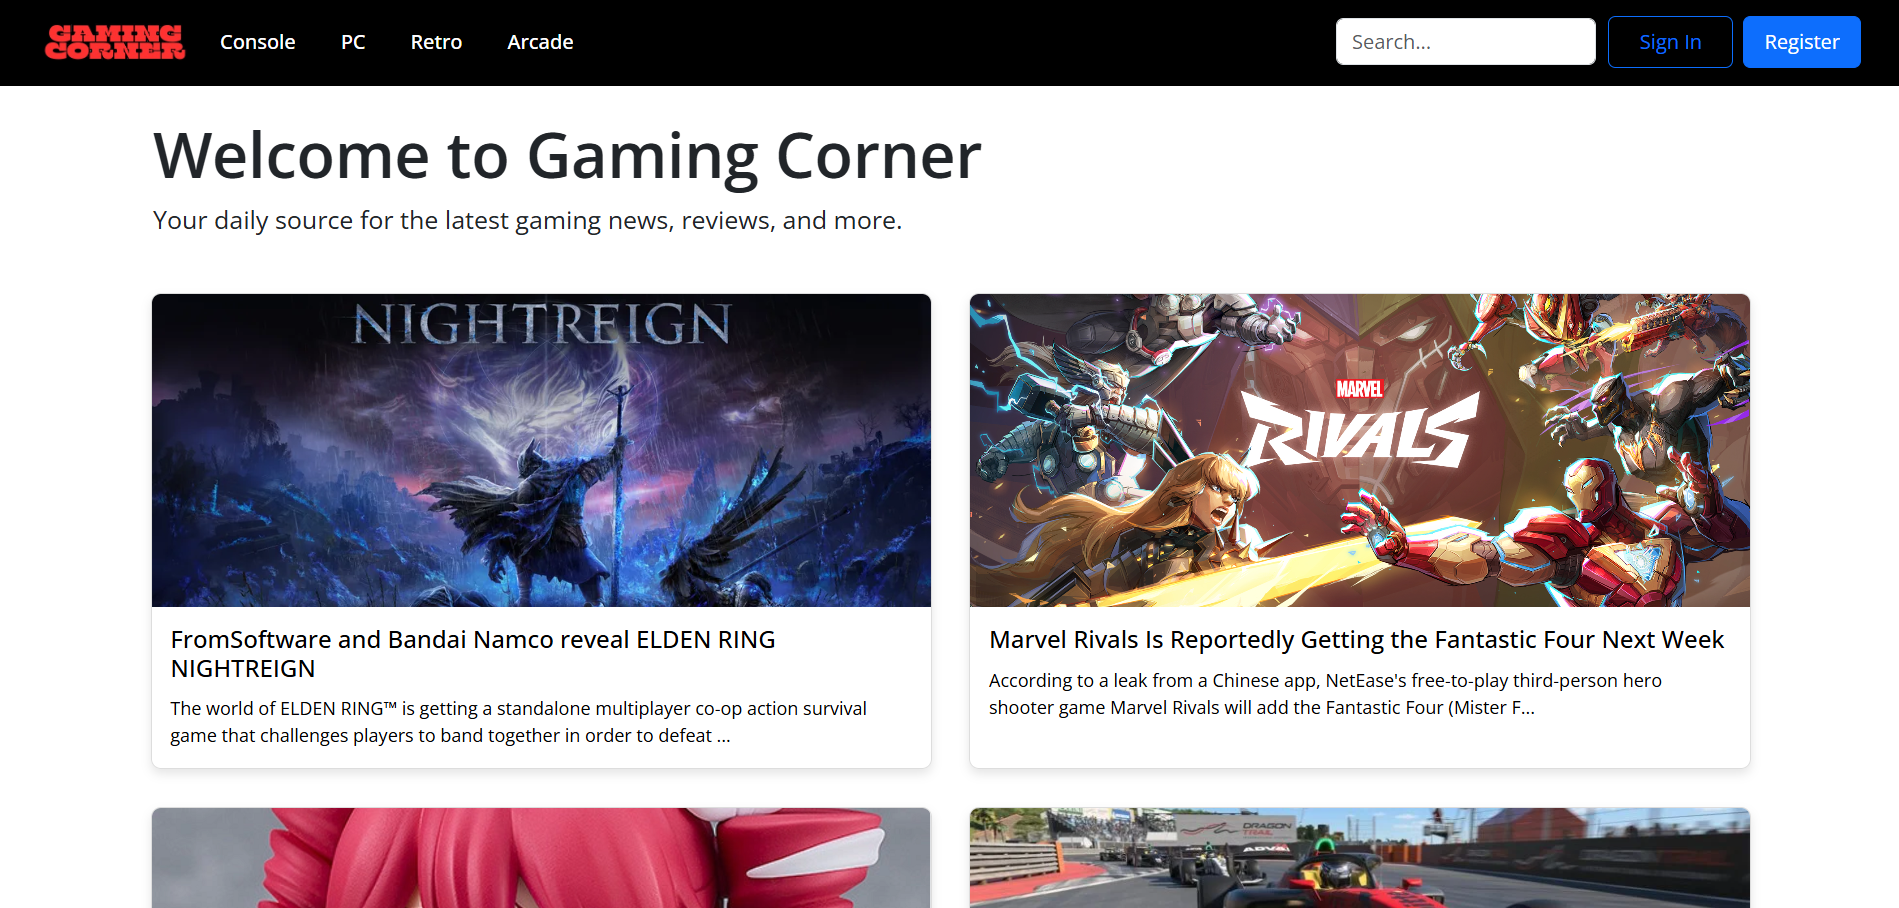 GAMING
CORNER
Console
PC
Retro
Arcade
Search...
Sign In
Register
Welcome to Gaming Corner
Your daily source for the latest gaming news, reviews, and more.
NIGHTREIGN
FromSoftware and Bandai Namco reveal ELDEN RING
NIGHTREIGN
The world of ELDEN RING™ is getting a standalone multiplayer co-op action survival
game that challenges players to band together in order to defeat ...
MARVEL
RIVALS
Marvel Rivals Is Reportedly Getting the Fantastic Four Next Week
According to a leak from a Chinese app, NetEase's free-to-play third-person hero
shooter game Marvel Rivals will add the Fantastic Four (Mister F...
DRAGON
TRAIL